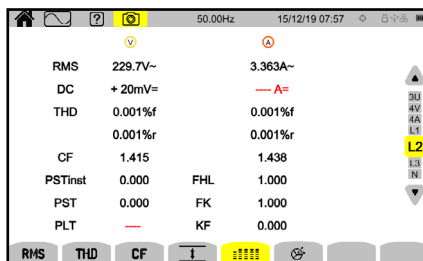 ? 50.00Hz 15/12/19 07:57
V A
RMS 229.7V~ 3.363A~
DC + 20mV= ---- A=
THD 0.001%f 0.001%f
0.001%r 0.001%r
CF 1.415 1.438
PSTinst 0.000 FHL 1.000
PST 0.000 FK 1.000
PLT ---- KF 0.000
3U
4V
4A
L1
L2
L3
N
RMS THD CF